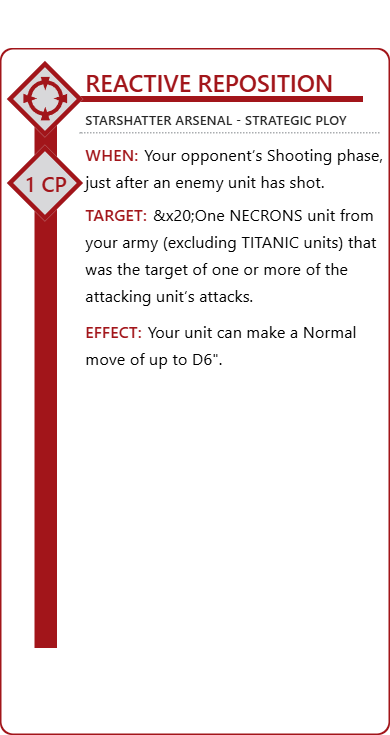 REACTIVE REPOSITION
STARSHATTER ARSENAL - STRATEGIC PLOY
1 CP
WHEN: Your opponent's Shooting phase,
just after an enemy unit has shot.
TARGET: &x20;One NECRONS unit from
your army (excluding TITANIC units) that
was the target of one or more of the
attacking unit's attacks.
EFFECT: Your unit can make a Normal
move of up to D6".